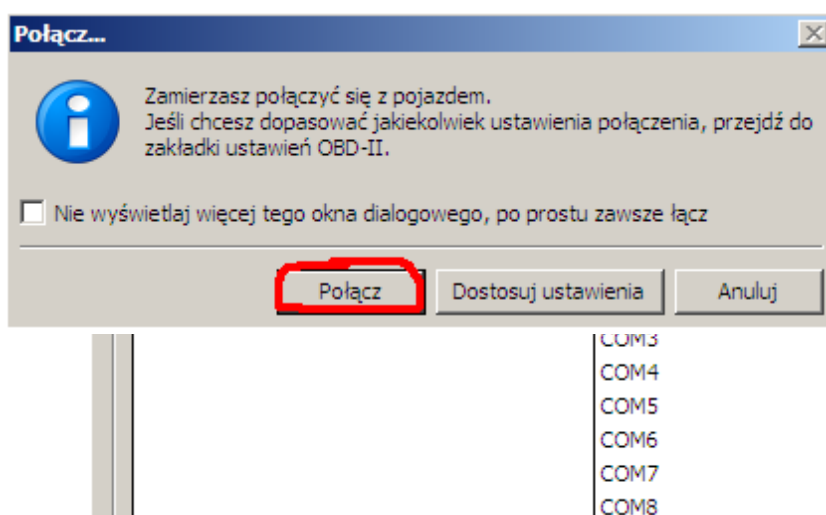 Połącz...
Zamierzasz połączyć się z pojazdem.
Jeśli chcesz dopasować jakiekolwiek ustawienia połączenia, przejdź do
zakładki ustawień OBD-II.
Nie wyświetlaj więcej tego okna dialogowego, po prostu zawsze łącz
Połącz Dostosuj ustawienia Anuluj
COM3
COM4
COM5
COM6
COM7
COM8